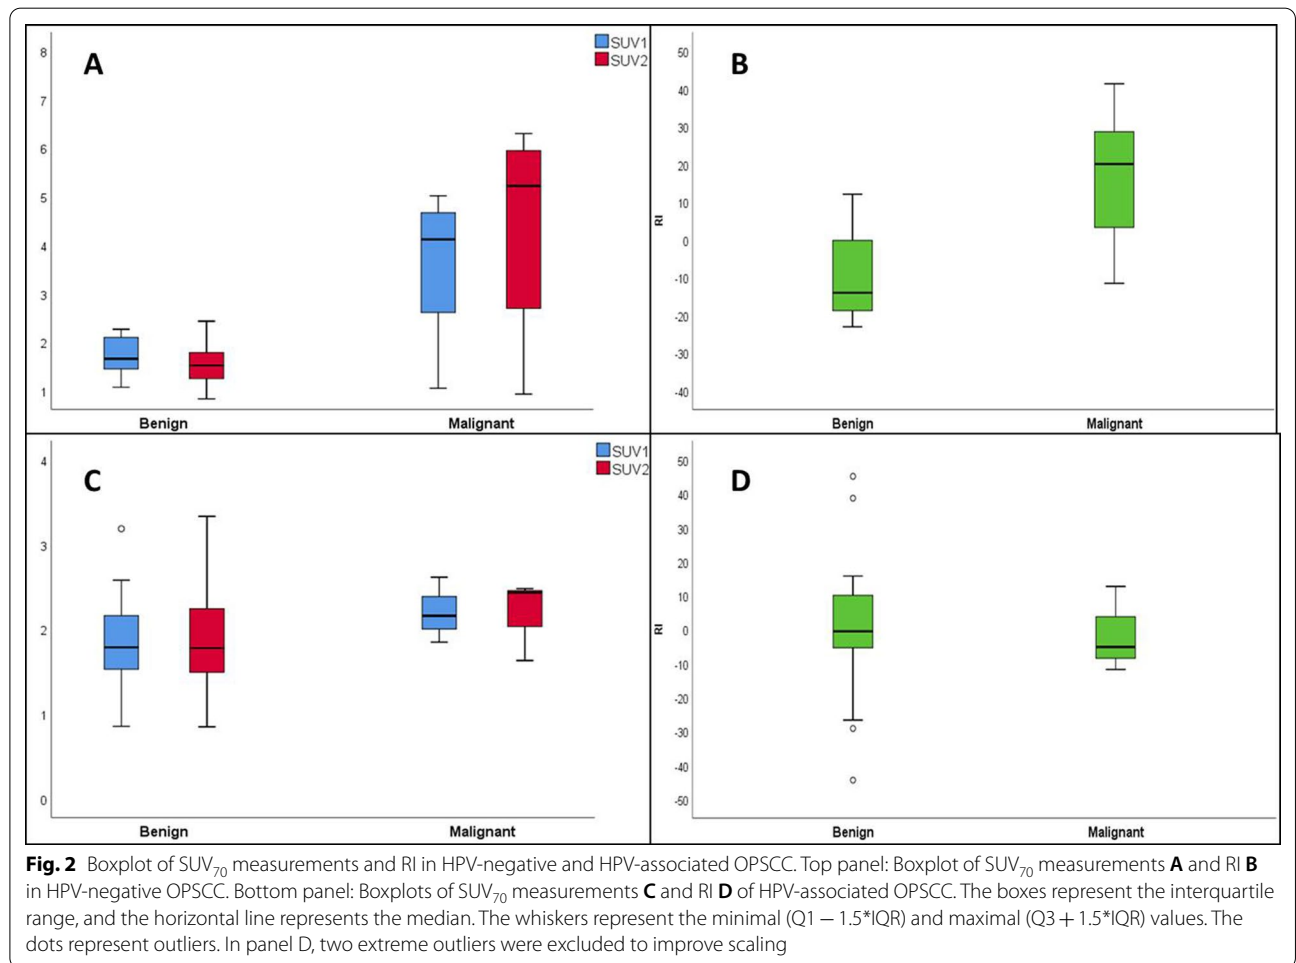 A
SUV1
SUV2
8
7
6
5
4
3
2
1
Benign Malignant
B
50
40
30
20
10
0
-10
-20
-30
-40
RI
Benign Malignant
C
SUV1
SUV2
4
3
2
1
0
Benign Malignant
D
50
40
30
20
10
0
-10
-20
-30
-40
-50
RI
Benign Malignant
Fig. 2 Boxplot of SUV70 measurements and RI in HPV-negative and HPV-associated OPSCC. Top panel: Boxplot of SUV70 measurements A and RI B
in HPV-negative OPSCC. Bottom panel: Boxplots of SUV70 measurements C and RI D of HPV-associated OPSCC. The boxes represent the interquartile
range, and the horizontal line represents the median. The whiskers represent the minimal (Q1 − 1.5*IQR) and maximal (Q3 + 1.5*IQR) values. The
dots represent outliers. In panel D, two extreme outliers were excluded to improve scaling